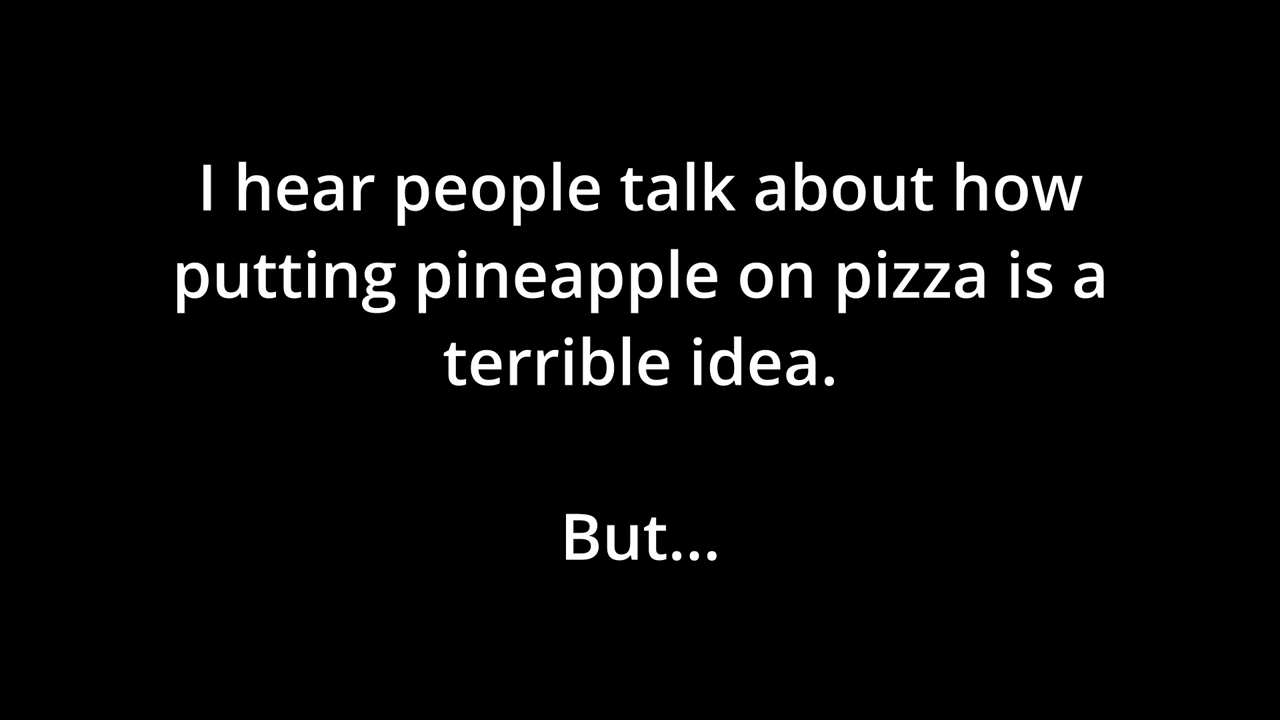 I hear people talk about how
putting pineapple on pizza is a
terrible idea.
But...